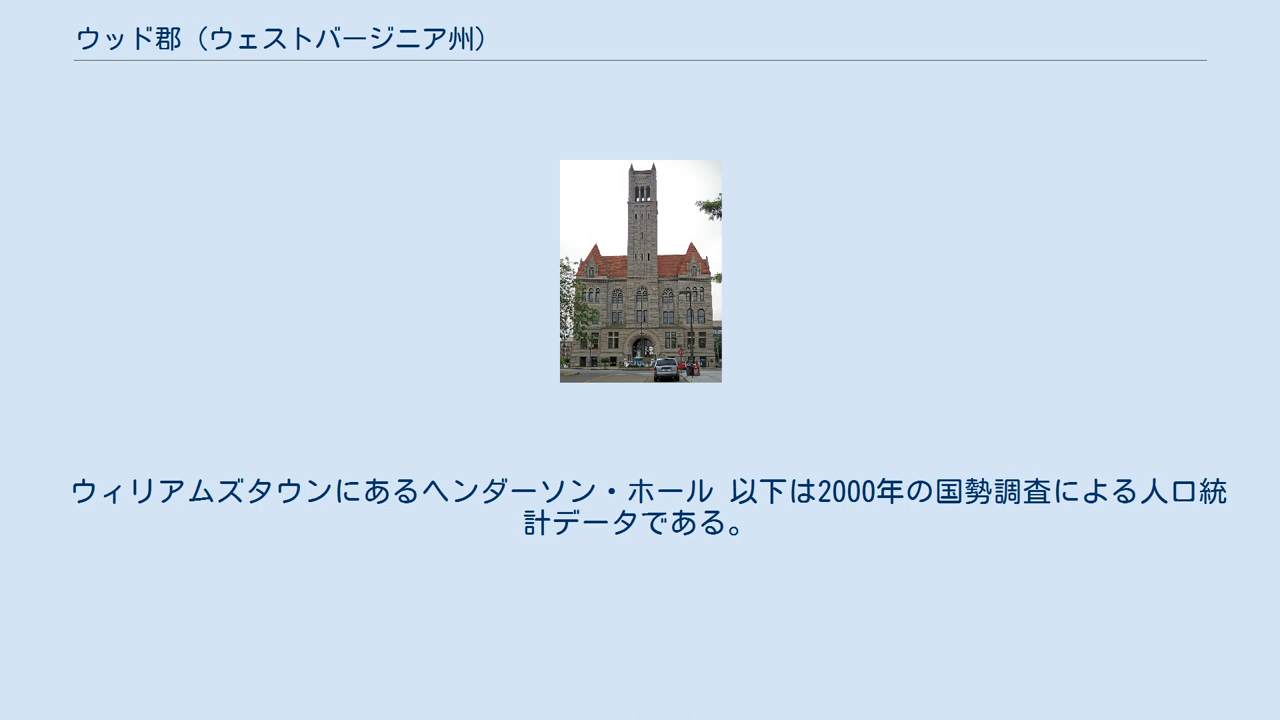 ウッド郡（ウェストバージニア州）
ウィリアムズタウンにあるヘンダーソン・ホール 以下は2000年の国勢調査による人口統
計データである。